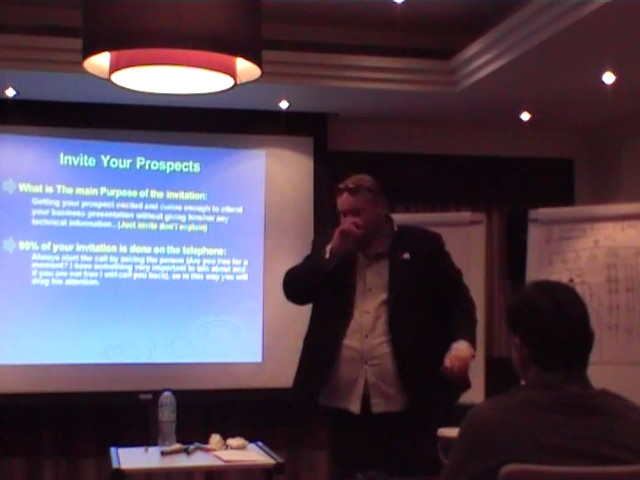 Invite Your Prospects
What is The main Purpose of the invitation:
Getting your prospect excited and curious enough to attend
your business presentation without giving him/her any
technical information.. (Just invite don't explain)
95% of your invitation is done on the telephone:
Always start the call by asking the person (Are you free for a
moment? I have something very important to talk about and
if you are not free I will call you back), so in this way you will
grap his attention.